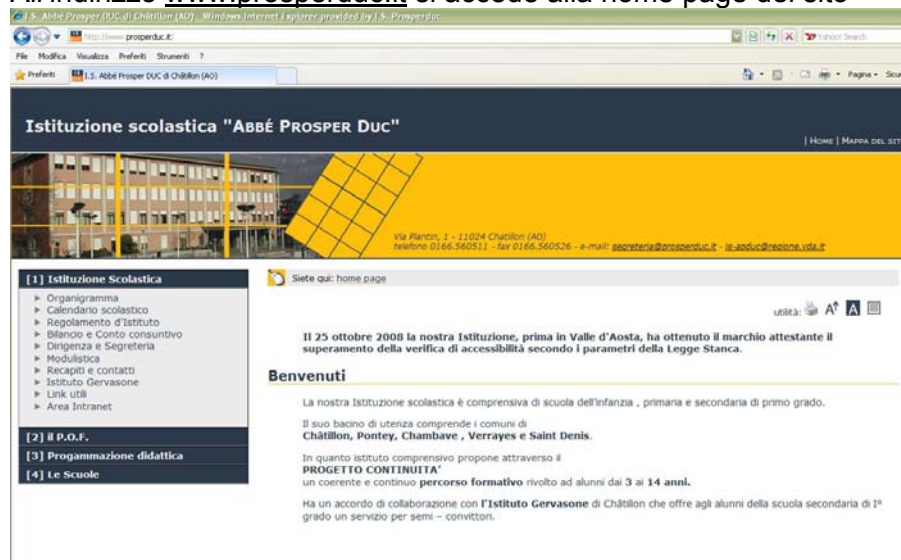 All'indirizzo www.prosperduc.it si accede alla home page del sito
I.S. Abbé Prosper DUC di Châtillon (AO) - Windows Internet Explorer provided by I.S. Prosperduc
http://www.prosperduc.it/
Yahoo! Search
File Modifica Visualizza Preferiti Strumenti ?
Preferiti I.S. Abbé Prosper DUC di Châtillon (AO) Pagina Sicu
Istituzione scolastica "ABBÉ PROSPER DUC"
| HOME | MAPPA DEL SIT
Via Plantin, 1 - 11024 Chatillon (AO)
telefono 0166.560511 - fax 0166.560526 - e-mail: segreteria@prosperduc.it - is-apduc@regione.vda.it
[1] Istituzione Scolastica
Organigramma
Calendario scolastico
Regolamento d'Istituto
Bilancio e Conto consuntivo
Dirigenza e Segreteria
Modulistica
Recapiti e contatti
Istituto Gervasone
Link utili
Area Intranet
[2] il P.O.F.
[3] Progammazione didattica
[4] Le Scuole
Siete qui: home page
utilità: A A
Il 25 ottobre 2008 la nostra Istituzione, prima in Valle d'Aosta, ha ottenuto il marchio attestante il
superamento della verifica di accessibilità secondo i parametri della Legge Stanca.
Benvenuti
La nostra Istituzione scolastica è comprensiva di scuola dell'infanzia , primaria e secondaria di primo grado.
Il suo bacino di utenza comprende i comuni di
Châtillon, Pontey, Chambave , Verrayes e Saint Denis.
In quanto istituto comprensivo propone attraverso il
PROGETTO CONTINUITA'
un coerente e continuo percorso formativo rivolto ad alunni dai 3 ai 14 anni.
Ha un accordo di collaborazione con l'Istituto Gervasone di Châtillon che offre agli alunni della scuola secondaria di I°
grado un servizio per semi – convittori.